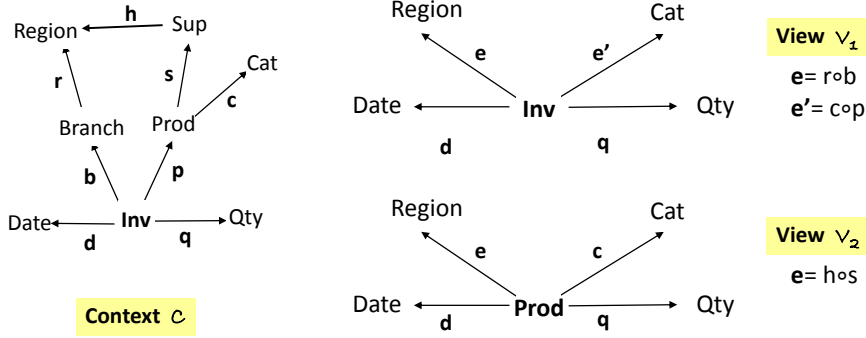 h
Region
Sup
r
s
Cat
c
Branch
Prod
b
p
Date
Inv
Qty
d
q
Context C
Region
Cat
e
e'
Date
Inv
Qty
d
q
View V₁
e= r∘b
e'= c∘p
Region
Cat
e
c
Date
Prod
Qty
d
q
View V₂
e= h∘s